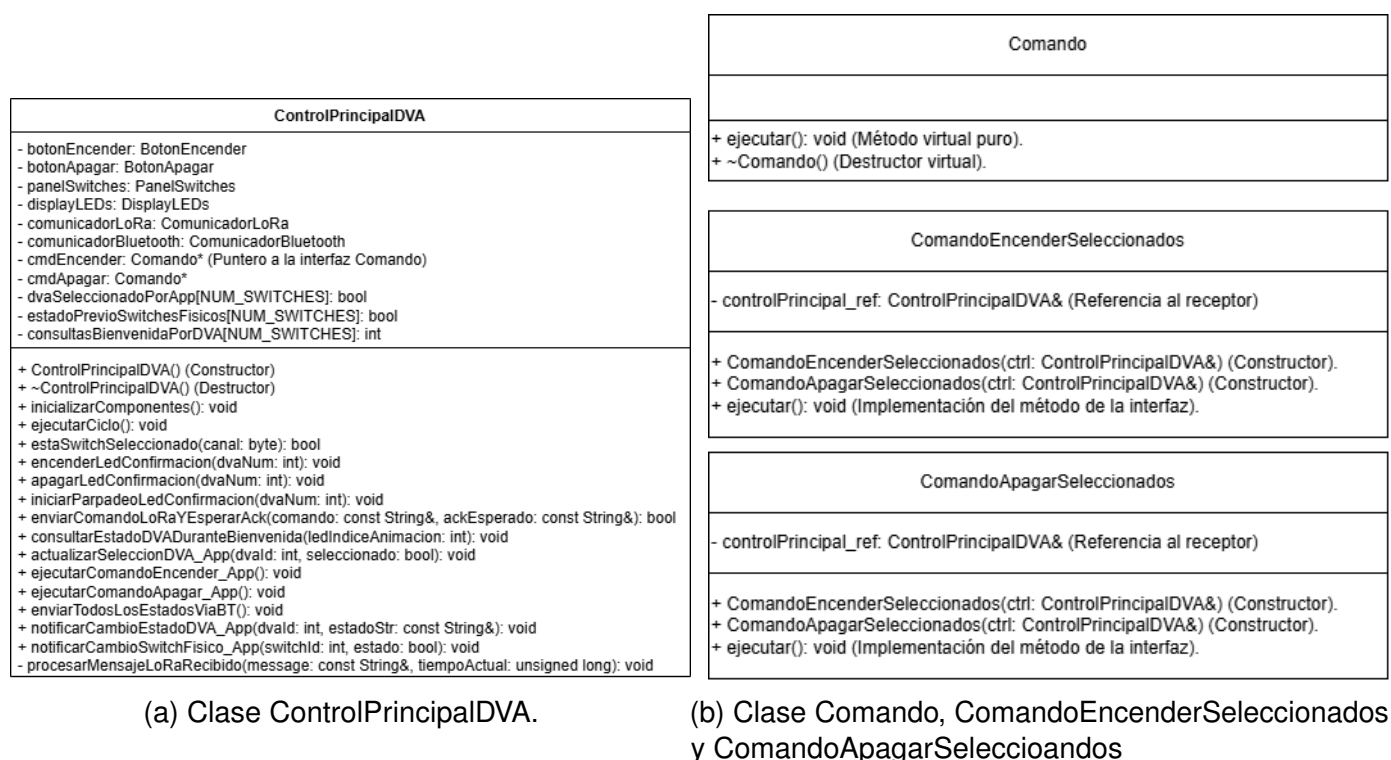 ControlPrincipalDVA
- botonEncender: BotonEncender
- botonApagar: BotonApagar
- panelSwitches: PanelSwitches
- displayLEDs: DisplayLEDs
- comunicadorLoRa: ComunicadorLoRa
- comunicadorBluetooth: ComunicadorBluetooth
- cmdEncender: Comando* (Puntero a la interfaz Comando)
- cmdApagar: Comando*
- dvaSeleccionadoPorApp[NUM_SWITCHES]: bool
- estadoPrevioSwitchesFisicos[NUM_SWITCHES]: bool
- consultasBienvenidaPorDVA[NUM_SWITCHES]: int
+ ControlPrincipalDVA() (Constructor)
+ ~ControlPrincipalDVA() (Destructor)
+ inicializarComponentes(): void
+ ejecutarCiclo(): void
+ estaSwitchSeleccionado(canal: byte): bool
+ encenderLedConfirmacion(dvaNum: int): void
+ apagarLedConfirmacion(dvaNum: int): void
+ iniciarParpadeoLedConfirmacion(dvaNum: int): void
+ enviarComandoLoRaYEsperarAck(comando: const String&, ackEsperado: const String&): bool
+ consultarEstadoDVADuranteBienvenida(ledIndiceAnimacion: int): void
+ actualizarSeleccionDVA_App(dvaId: int, seleccionado: bool): void
+ ejecutarComandoEncender_App(): void
+ ejecutarComandoApagar_App(): void
+ enviarTodosLosEstadosViaBT(): void
+ notificarCambioEstadoDVA_App(dvaId: int, estadoStr: const String&): void
+ notificarCambioSwitchFisico_App(switchId: int, estado: bool): void
- procesarMensajeLoRaRecibido(message: const String&, tiempoActual: unsigned long): void
(a) Clase ControlPrincipalDVA.
Comando
+ ejecutar(): void (Método virtual puro).
+ ~Comando() (Destructor virtual).
ComandoEncenderSeleccionados
- controlPrincipal_ref: ControlPrincipalDVA& (Referencia al receptor)
+ ComandoEncenderSeleccionados(ctrl: ControlPrincipalDVA&) (Constructor).
+ ComandoApagarSeleccionados(ctrl: ControlPrincipalDVA&) (Constructor).
+ ejecutar(): void (Implementación del método de la interfaz).
ComandoApagarSeleccionados
- controlPrincipal_ref: ControlPrincipalDVA& (Referencia al receptor)
+ ComandoEncenderSeleccionados(ctrl: ControlPrincipalDVA&) (Constructor).
+ ComandoApagarSeleccionados(ctrl: ControlPrincipalDVA&) (Constructor).
+ ejecutar(): void (Implementación del método de la interfaz).
(b) Clase Comando, ComandoEncenderSeleccionados
y ComandoApagarSeleccioandos